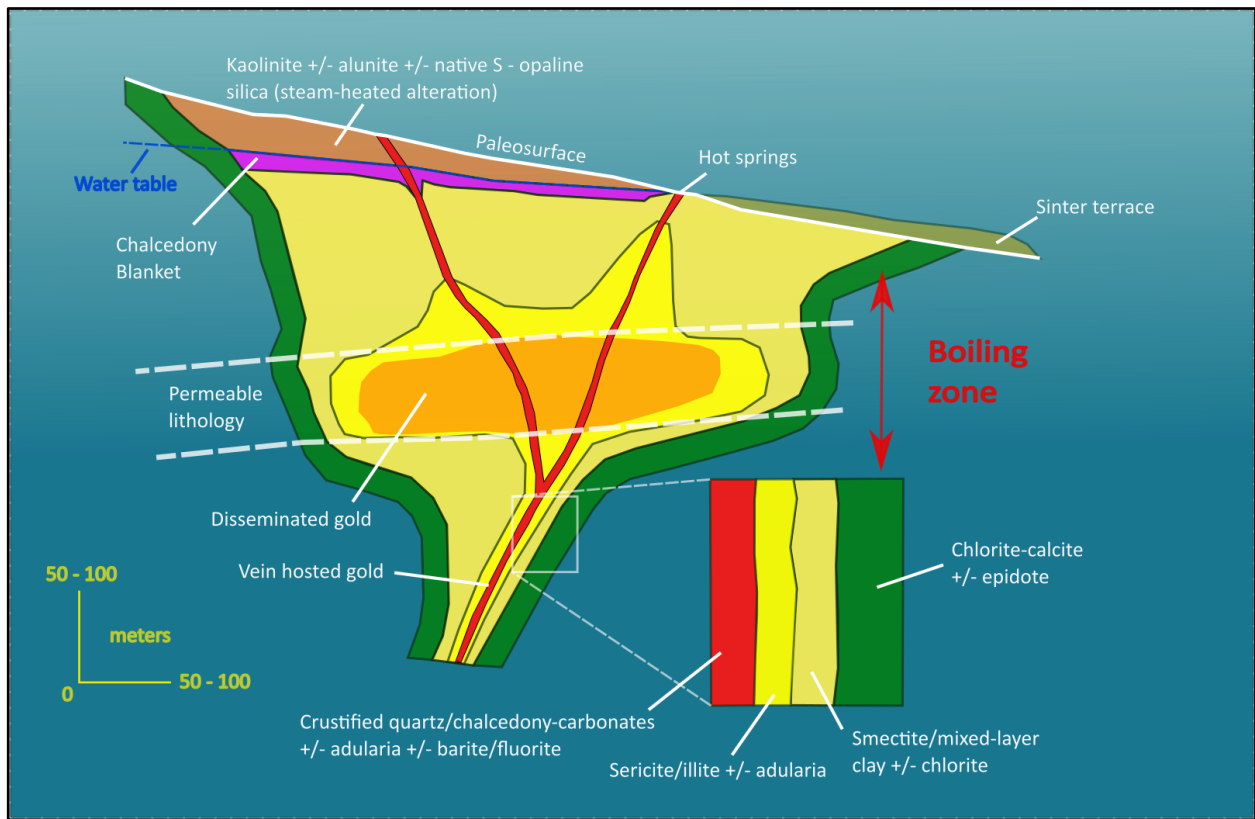 Kaolinite +/- alunite +/- native S - opaline
silica (steam-heated alteration)
Paleosurface
Hot springs
Water table
Sinter terrace
Chalcedony
Blanket
Boiling
zone
Permeable
lithology
Disseminated gold
Vein hosted gold
Chlorite-calcite
+/- epidote
50 - 100
meters
0
50 - 100
Crustified quartz/chalcedony-carbonates
+/- adularia +/- barite/fluorite
Sericite/illite +/- adularia
Smectite/mixed-layer
clay +/- chlorite